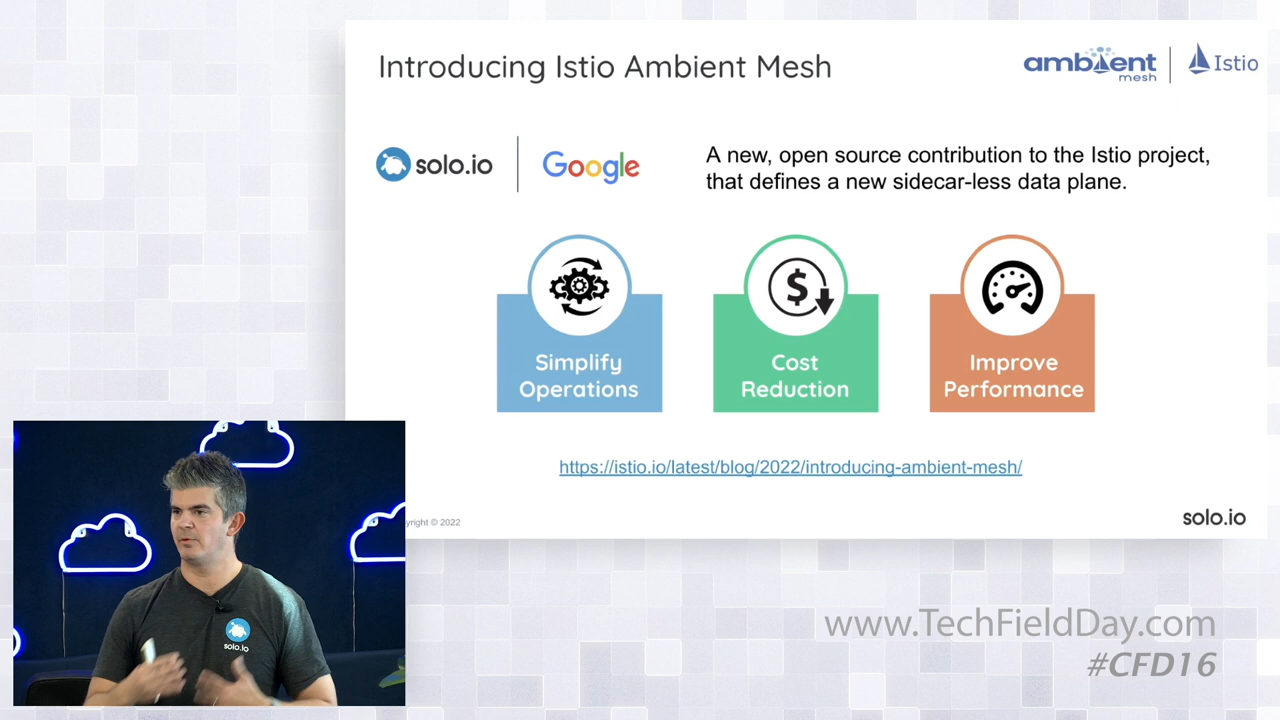 Introducing Istio Ambient Mesh
ambient
mesh
Istio
solo.io
Google
A new, open source contribution to the Istio project,
that defines a new sidecar-less data plane.
Simplify
Operations
Cost
Reduction
Improve
Performance
https://istio.io/latest/blog/2022/introducing-ambient-mesh/
yright © 2022
solo.io
solo.io
www.TechFieldDay.com
#CFD16